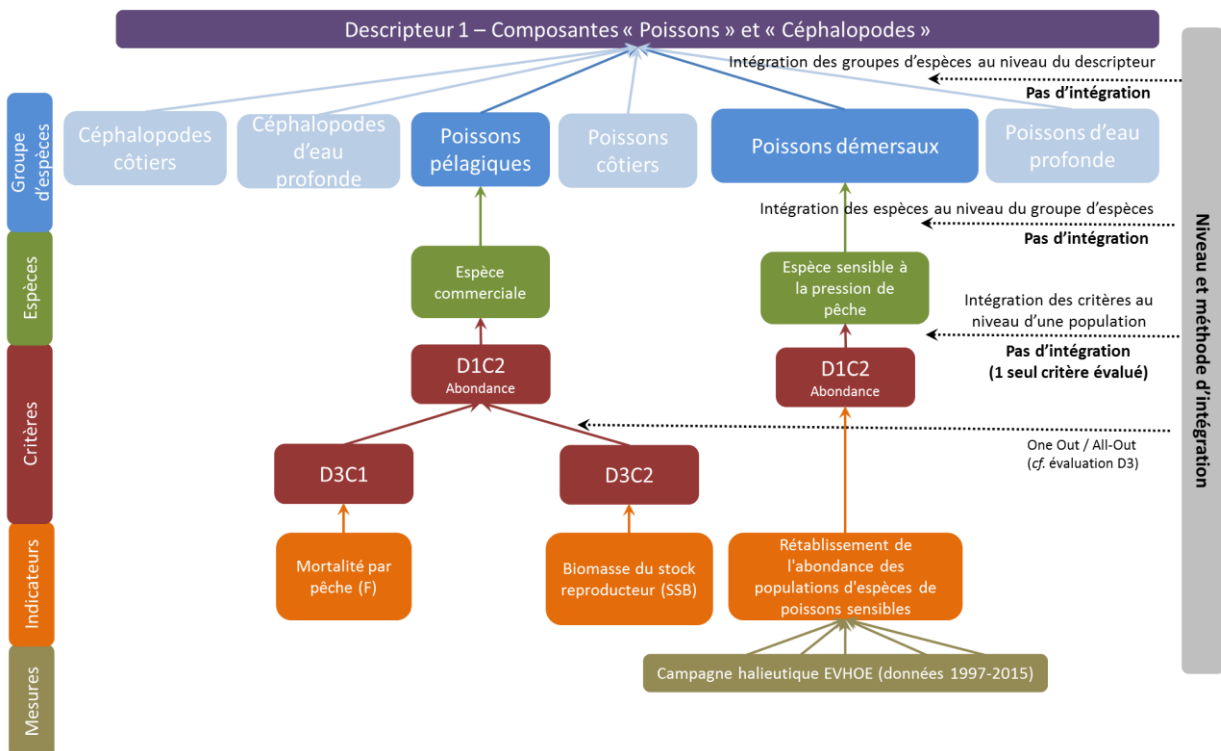 Descripteur 1 – Composantes « Poissons » et « Céphalopodes »
Intégration des groupes d'espèces au niveau du descripteur
Pas d'intégration
Groupe
d'espèces
Céphalopodes
côtiers
Céphalopodes
d'eau
profonde
Poissons
pélagiques
Poissons
côtiers
Poissons démersaux
Poissons d'eau
profonde
Intégration des espèces au niveau du groupe d'espèces
Pas d'intégration
Espèces
Espèce
commerciale
Espèce sensible à
la pression de
pêche
Intégration des critères au
niveau d'une population
Pas d'intégration
(1 seul critère évalué)
Critères
D1C2
Abondance
D1C2
Abondance
D3C1
D3C2
One Out / All-Out
(cf. évaluation D3)
Indicateurs
Mortalité par
pêche (F)
Biomasse du stock
reproducteur (SSB)
Rétablissement de
l'abondance des
populations d'espèces de
poissons sensibles
Mesures
Campagne halieutique EVHOE (données 1997-2015)
Niveau et méthode d'intégration